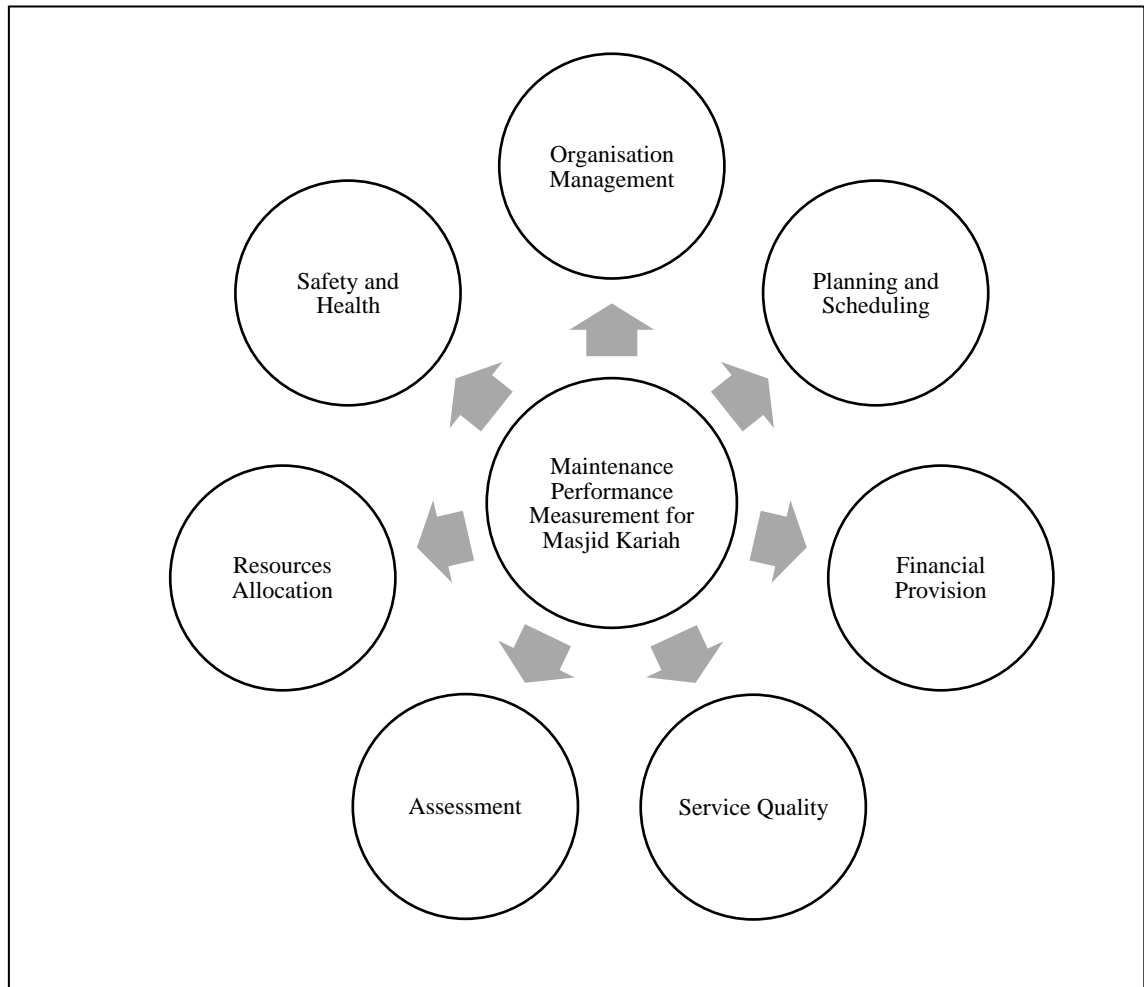 Organisation
Management
Planning and
Scheduling
Financial
Provision
Service Quality
Assessment
Resources
Allocation
Safety and
Health
Maintenance
Performance
Measurement for
Masjid Kariah